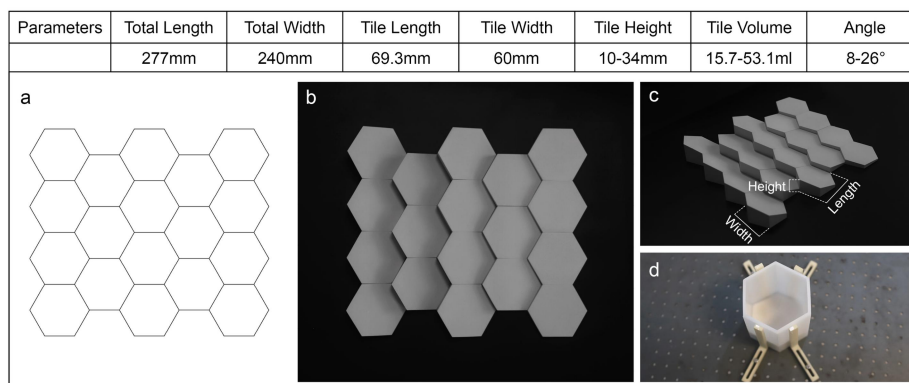 Parameters Total Length Total Width Tile Length Tile Width Tile Height Tile Volume Angle
277mm 240mm 69.3mm 60mm 10-34mm 15.7-53.1ml 8-26°
a
b
c
Height
Length
Width
d